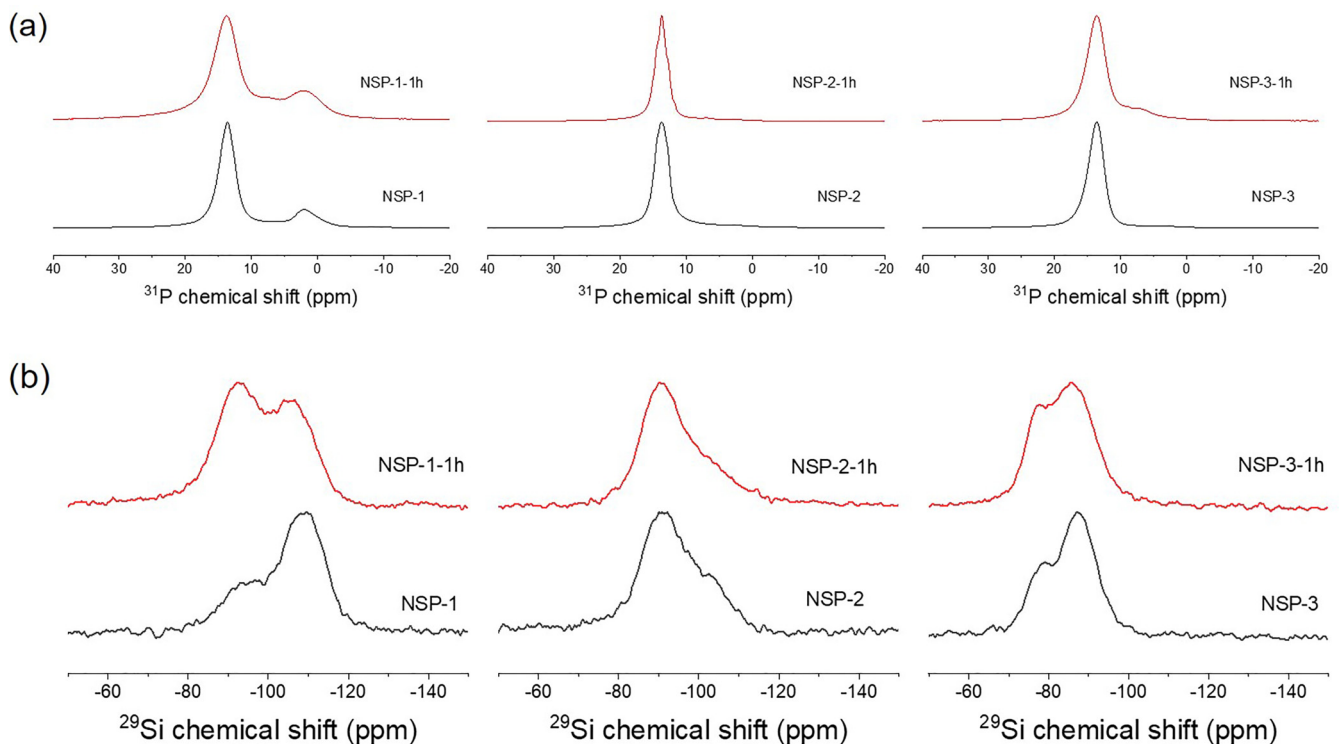 (a)
NSP-1-1h
NSP-1
40 30 20 10 0 -10 -20
³¹P chemical shift (ppm)
NSP-2-1h
NSP-2
40 30 20 10 0 -10 -20
³¹P chemical shift (ppm)
NSP-3-1h
NSP-3
40 30 20 10 0 -10 -20
³¹P chemical shift (ppm)
(b)
NSP-1-1h
NSP-1
-60 -80 -100 -120 -140
²⁹Si chemical shift (ppm)
NSP-2-1h
NSP-2
-60 -80 -100 -120 -140
²⁹Si chemical shift (ppm)
NSP-3-1h
NSP-3
-60 -80 -100 -120 -140
²⁹Si chemical shift (ppm)